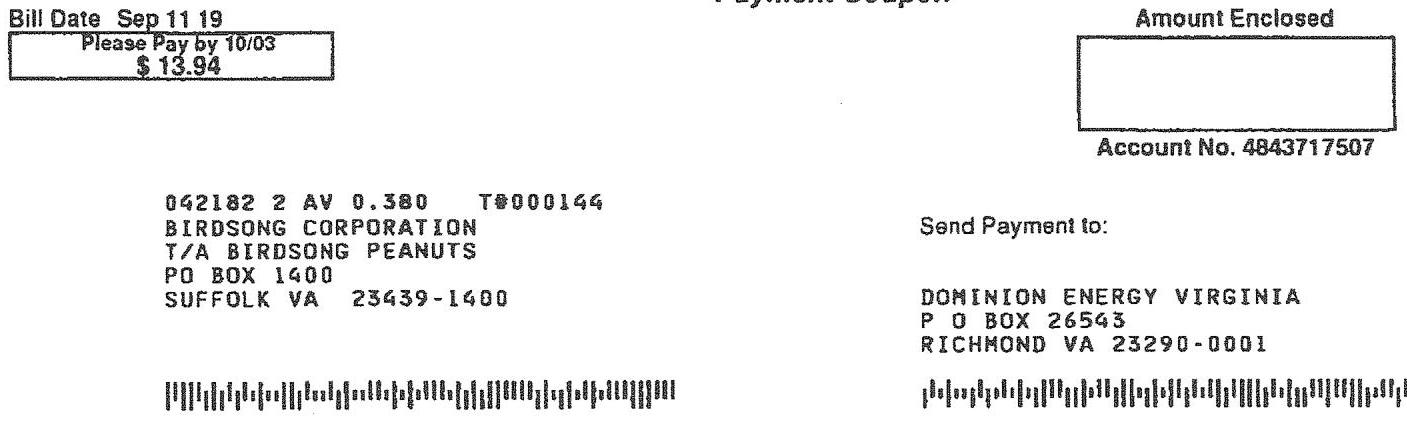 Payment Coupon
Bill Date Sep 11 19
Please Pay by 10/03
$ 13.94
Amount Enclosed
Account No. 4843717507
042182 2 AV 0.380 T#000144
BIRDSONG CORPORATION
T/A BIRDSONG PEANUTS
PO BOX 1400
SUFFOLK VA 23439-1400
Send Payment to:
DOMINION ENERGY VIRGINIA
P O BOX 26543
RICHMOND VA 23290-0001